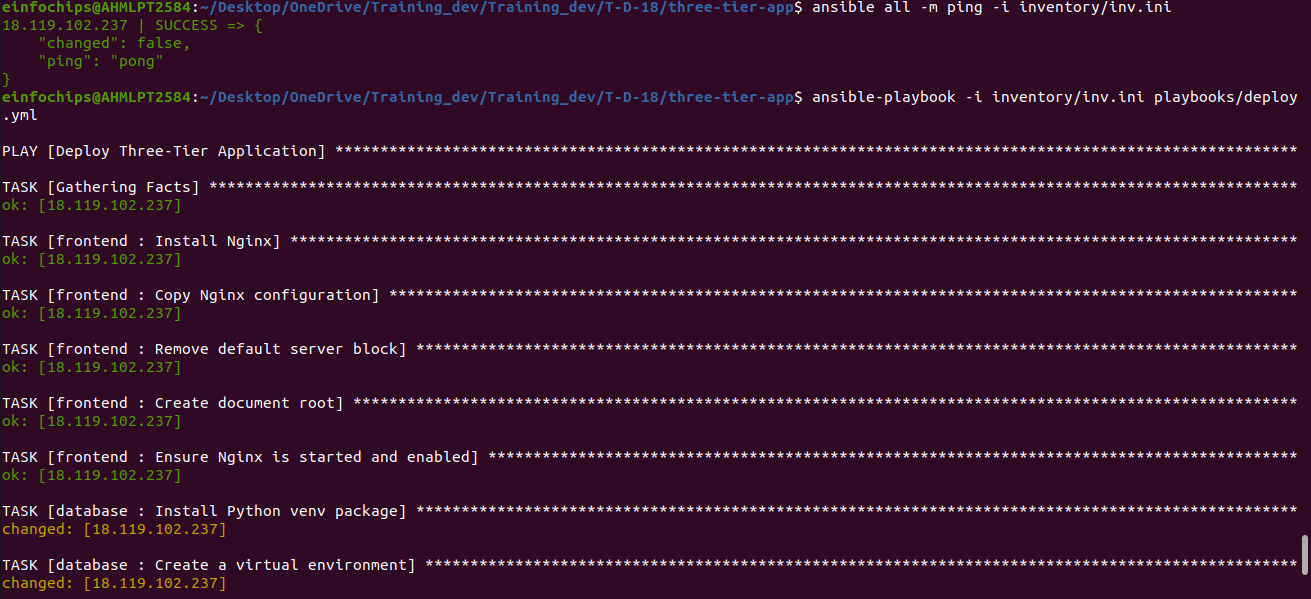 einfochips@AHMLPT2584:~/Desktop/OneDrive/Training_dev/Training_dev/T-D-18/three-tier-app$ ansible all -m ping -i inventory/inv.ini
18.119.102.237 | SUCCESS => {
    "changed": false,
    "ping": "pong"
}
einfochips@AHMLPT2584:~/Desktop/OneDrive/Training_dev/Training_dev/T-D-18/three-tier-app$ ansible-playbook -i inventory/inv.ini playbooks/deploy
.yml
PLAY [Deploy Three-Tier Application] ***********************************************************************************************************
TASK [Gathering Facts] *************************************************************************************************************************
ok: [18.119.102.237]
TASK [frontend : Install Nginx] ****************************************************************************************************************
ok: [18.119.102.237]
TASK [frontend : Copy Nginx configuration] *****************************************************************************************************
ok: [18.119.102.237]
TASK [frontend : Remove default server block] **************************************************************************************************
ok: [18.119.102.237]
TASK [frontend : Create document root] *********************************************************************************************************
ok: [18.119.102.237]
TASK [frontend : Ensure Nginx is started and enabled] ******************************************************************************************
ok: [18.119.102.237]
TASK [database : Install Python venv package] **************************************************************************************************
changed: [18.119.102.237]
TASK [database : Create a virtual environment] *************************************************************************************************
changed: [18.119.102.237]